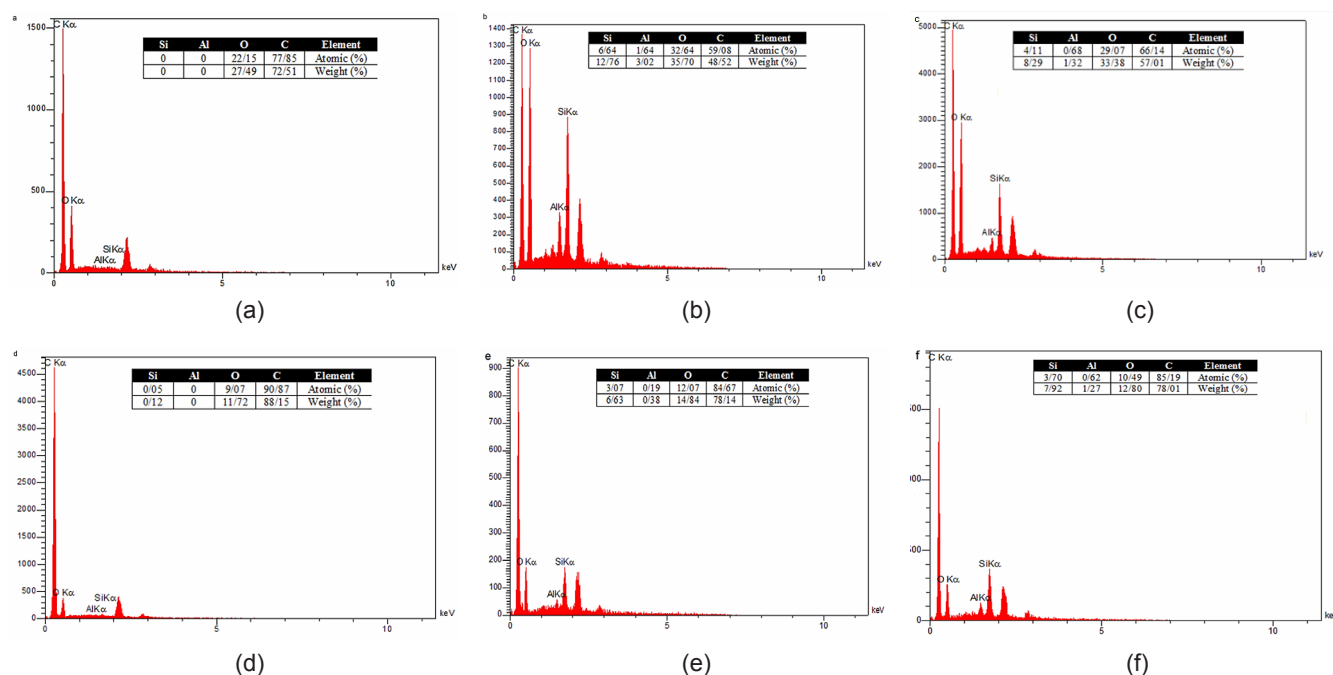 a
C Kα
1500
1000
500
0
O Kα
SiKα
AlKα
0
5
10
keV
Si Al O C Element
0 0 22/15 77/85 Atomic (%)
0 0 27/49 72/51 Weight (%)
(a)
b
C Kα
O Kα
1400
1300
1200
1100
1000
900
800
700
600
500
400
300
200
100
0
SiKα
AlKα
0
5
10
keV
Si Al O C Element
6/64 1/64 32/64 59/08 Atomic (%)
12/76 3/02 35/70 48/52 Weight (%)
(b)
c
C Kα
5000
4000
3000
2000
1000
0
O Kα
SiKα
AlKα
0
5
10
keV
Si Al O C Element
4/11 0/68 29/07 66/14 Atomic (%)
8/29 1/32 33/38 57/01 Weight (%)
(c)
d
C Kα
4500
4000
3500
3000
2500
2000
1500
1000
500
0
O Kα
SiKα
AlKα
0
5
10
keV
Si Al O C Element
0/05 0 9/07 90/87 Atomic (%)
0/12 0 11/72 88/15 Weight (%)
(d)
e
C Kα
900
800
700
600
500
400
300
200
100
0
O Kα
SiKα
AlKα
0
5
10
keV
Si Al O C Element
3/07 0/19 12/07 84/67 Atomic (%)
6/63 0/38 14/84 78/14 Weight (%)
(e)
f
C Kα
500
000
500
0
O Kα
SiKα
AlKα
0
5
10
ke
Si Al O C Element
3/70 0/62 10/49 85/19 Atomic (%)
7/92 1/27 12/80 78/01 Weight (%)
(f)